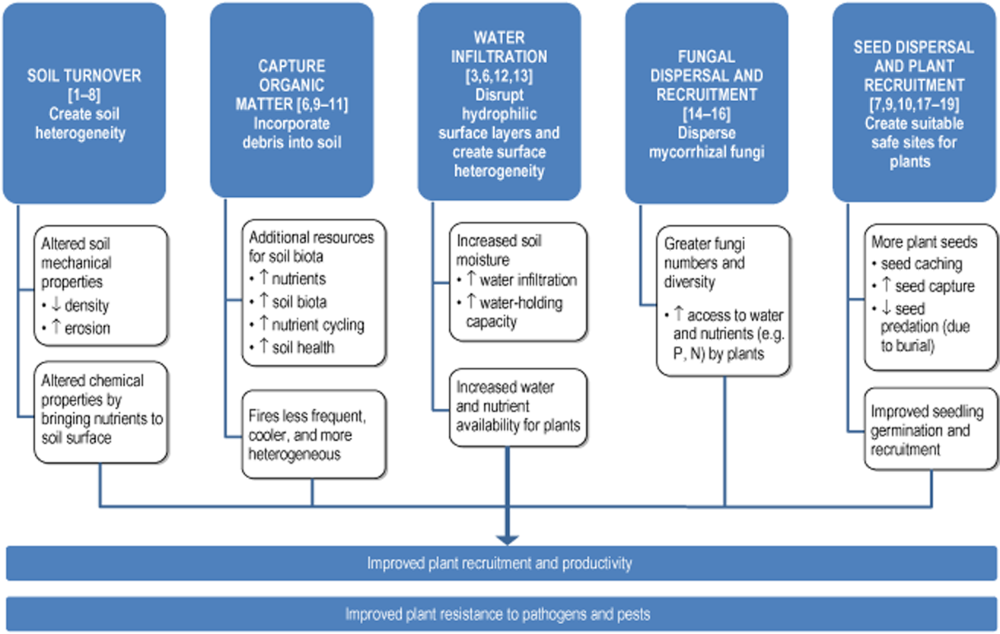 SOIL TURNOVER
[1–8]
Create soil
heterogeneity
Altered soil
mechanical
properties
• ↓ density
• ↑ erosion
Altered chemical
properties by
bringing nutrients to
soil surface
CAPTURE
ORGANIC
MATTER [6,9–11]
Incorporate
debris into soil
Additional resources
for soil biota
• ↑ nutrients
• ↑ soil biota
• ↑ nutrient cycling
• ↑ soil health
Fires less frequent,
cooler, and more
heterogeneous
WATER
INFILTRATION
[3,6,12,13]
Disrupt
hydrophilic
surface layers and
create surface
heterogeneity
Increased soil
moisture
• ↑ water infiltration
• ↑ water-holding
capacity
Increased water
and nutrient
availability for plants
FUNGAL
DISPERSAL AND
RECRUITMENT
[14–16]
Disperse
mycorrhizal fungi
Greater fungi
numbers and
diversity
• ↑ access to water
and nutrients (e.g.
P, N) by plants
SEED DISPERSAL
AND PLANT
RECRUITMENT
[7,9,10,17–19]
Create suitable
safe sites for
plants
More plant seeds
• seed caching
• ↑ seed capture
• ↓ seed
predation (due
to burial)
Improved seedling
germination and
recruitment
Improved plant recruitment and productivity
Improved plant resistance to pathogens and pests